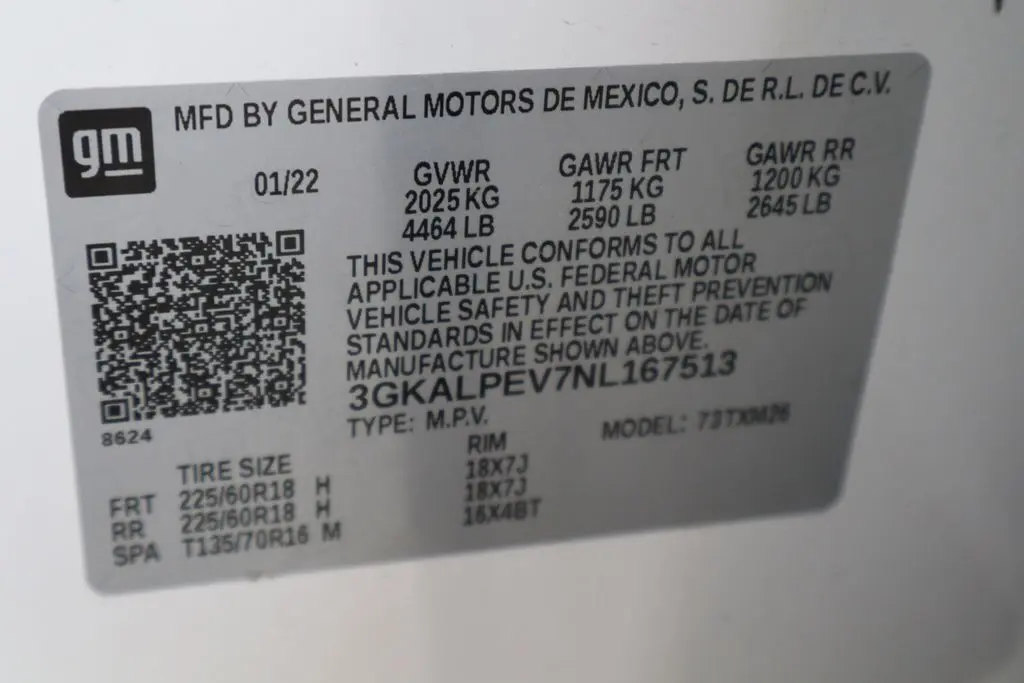 gm
MFD BY GENERAL MOTORS DE MEXICO, S. DE R.L. DE C.V.
01/22 GVWR GAWR FRT GAWR RR
2025 KG 1175 KG 1200 KG
4464 LB 2590 LB 2645 LB
THIS VEHICLE CONFORMS TO ALL
APPLICABLE U.S. FEDERAL MOTOR
VEHICLE SAFETY AND THEFT PREVENTION
STANDARDS IN EFFECT ON THE DATE OF
MANUFACTURE SHOWN ABOVE.
3GKALPEV7NL167513
8624
TYPE: M.P.V. MODEL: 73TXM26
TIRE SIZE RIM
FRT 225/60R18 H 18X7J
RR 225/60R18 H 18X7J
SPA T135/70R16 M 16X4BT